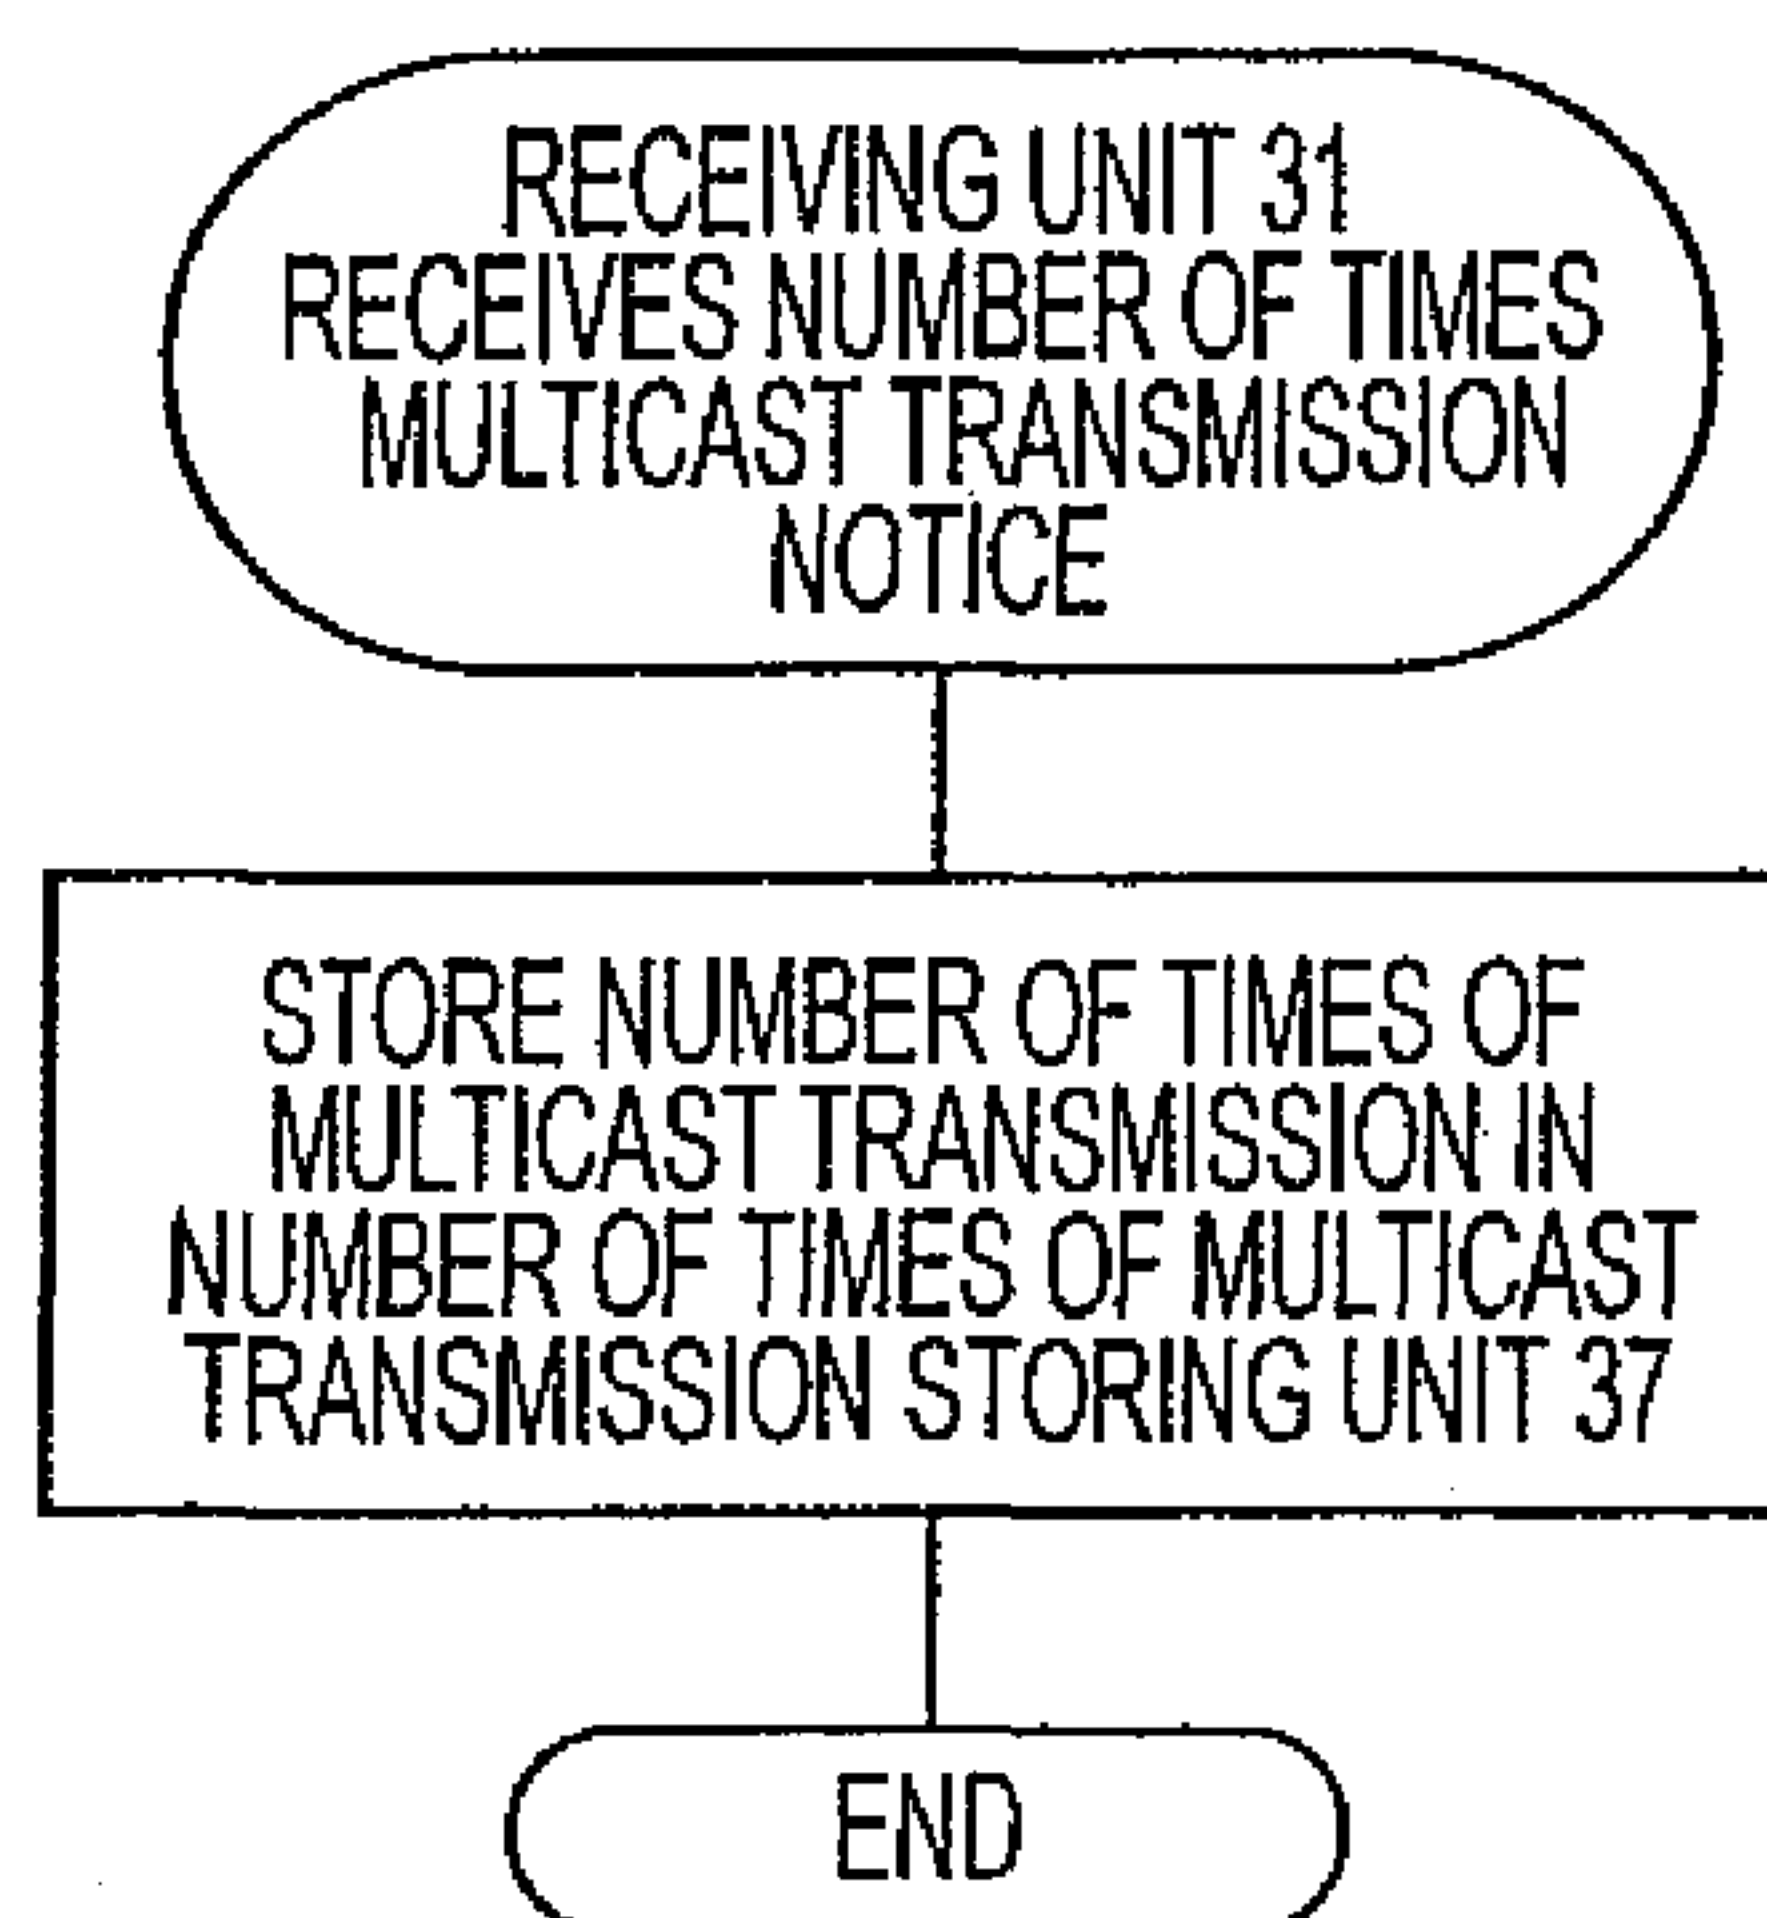 RECEIVING UNIT 31
RECEIVES NUMBER OF TIMES
MULTICAST TRANSMISSION
NOTICE
STORE NUMBER OF TIMES OF
MULTICAST TRANSMISSION IN
NUMBER OF TIMES OF MULTICAST
TRANSMISSION STORING UNIT 37
END